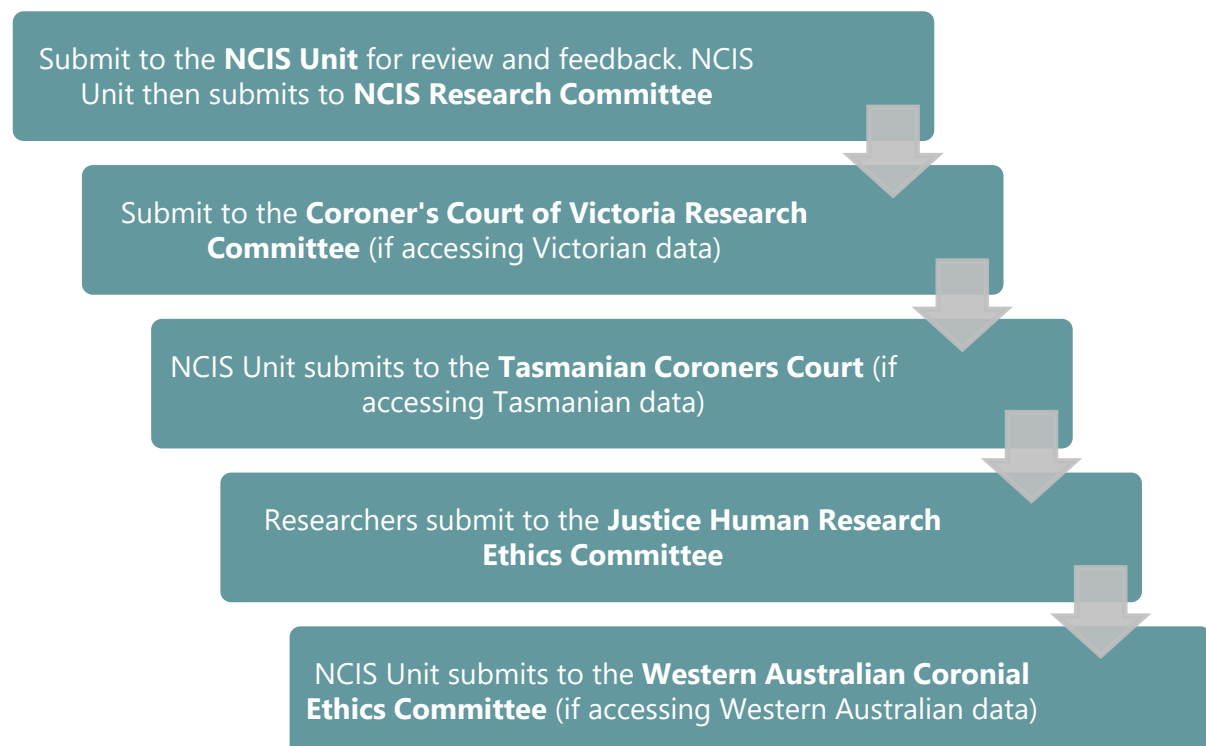 Submit to the NCIS Unit for review and feedback. NCIS
Unit then submits to NCIS Research Committee
Submit to the Coroner's Court of Victoria Research
Committee (if accessing Victorian data)
NCIS Unit submits to the Tasmanian Coroners Court (if
accessing Tasmanian data)
Researchers submit to the Justice Human Research
Ethics Committee
NCIS Unit submits to the Western Australian Coronial
Ethics Committee (if accessing Western Australian data)